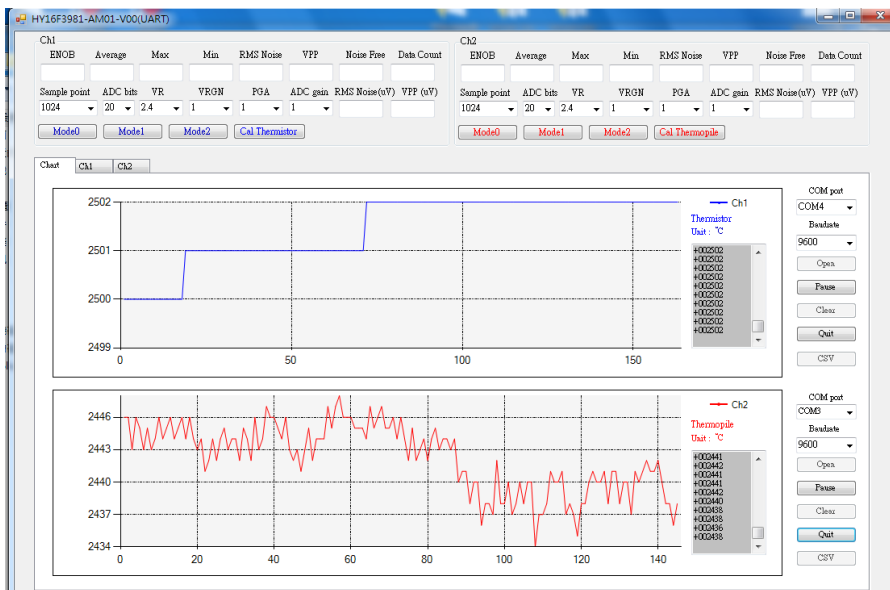 HY16F3981-AM01-V00(UART)
Ch1
ENOB Average Max Min RMS Noise VPP Noise Free Data Count
Sample point ADC bits VR VRGN PGA ADC gain RMS Noise(uV) VPP (uV)
1024 20 2.4 1 1 1
Mode0 Mode1 Mode2 Cal Thermistor
Ch2
ENOB Average Max Min RMS Noise VPP Noise Free Data Count
Sample point ADC bits VR VRGN PGA ADC gain RMS Noise(uV) VPP (uV)
1024 20 2.4 1 1 1
Mode0 Mode1 Mode2 Cal Thermopile
Chart Ch1 Ch2
2502
2501
2500
2499
0 50 100 150
Ch1
Thermistor
Unit : ℃
+002502
+002502
+002502
+002502
+002502
+002502
+002502
+002502
+002502
+002502
COM port
COM4
Baudrate
9600
Open
Pause
Clear
Quit
CSV
2446
2443
2440
2437
2434
0 20 40 60 80 100 120 140
Ch2
Thermopile
Unit : ℃
+002441
+002442
+002441
+002441
+002442
+002440
+002438
+002438
+002436
+002438
COM port
COM3
Baudrate
9600
Open
Pause
Clear
Quit
CSV